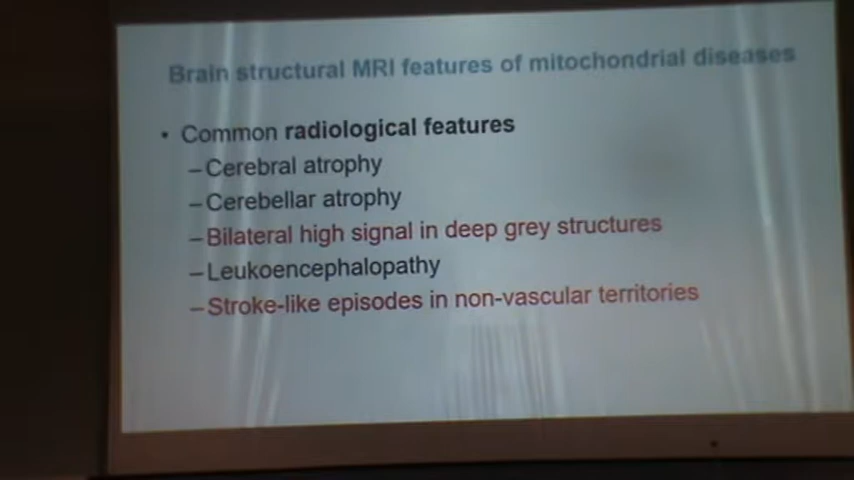 Brain structural MRI features of mitochondrial diseases
• Common radiological features
– Cerebral atrophy
– Cerebellar atrophy
– Bilateral high signal in deep grey structures
– Leukoencephalopathy
– Stroke-like episodes in non-vascular territories